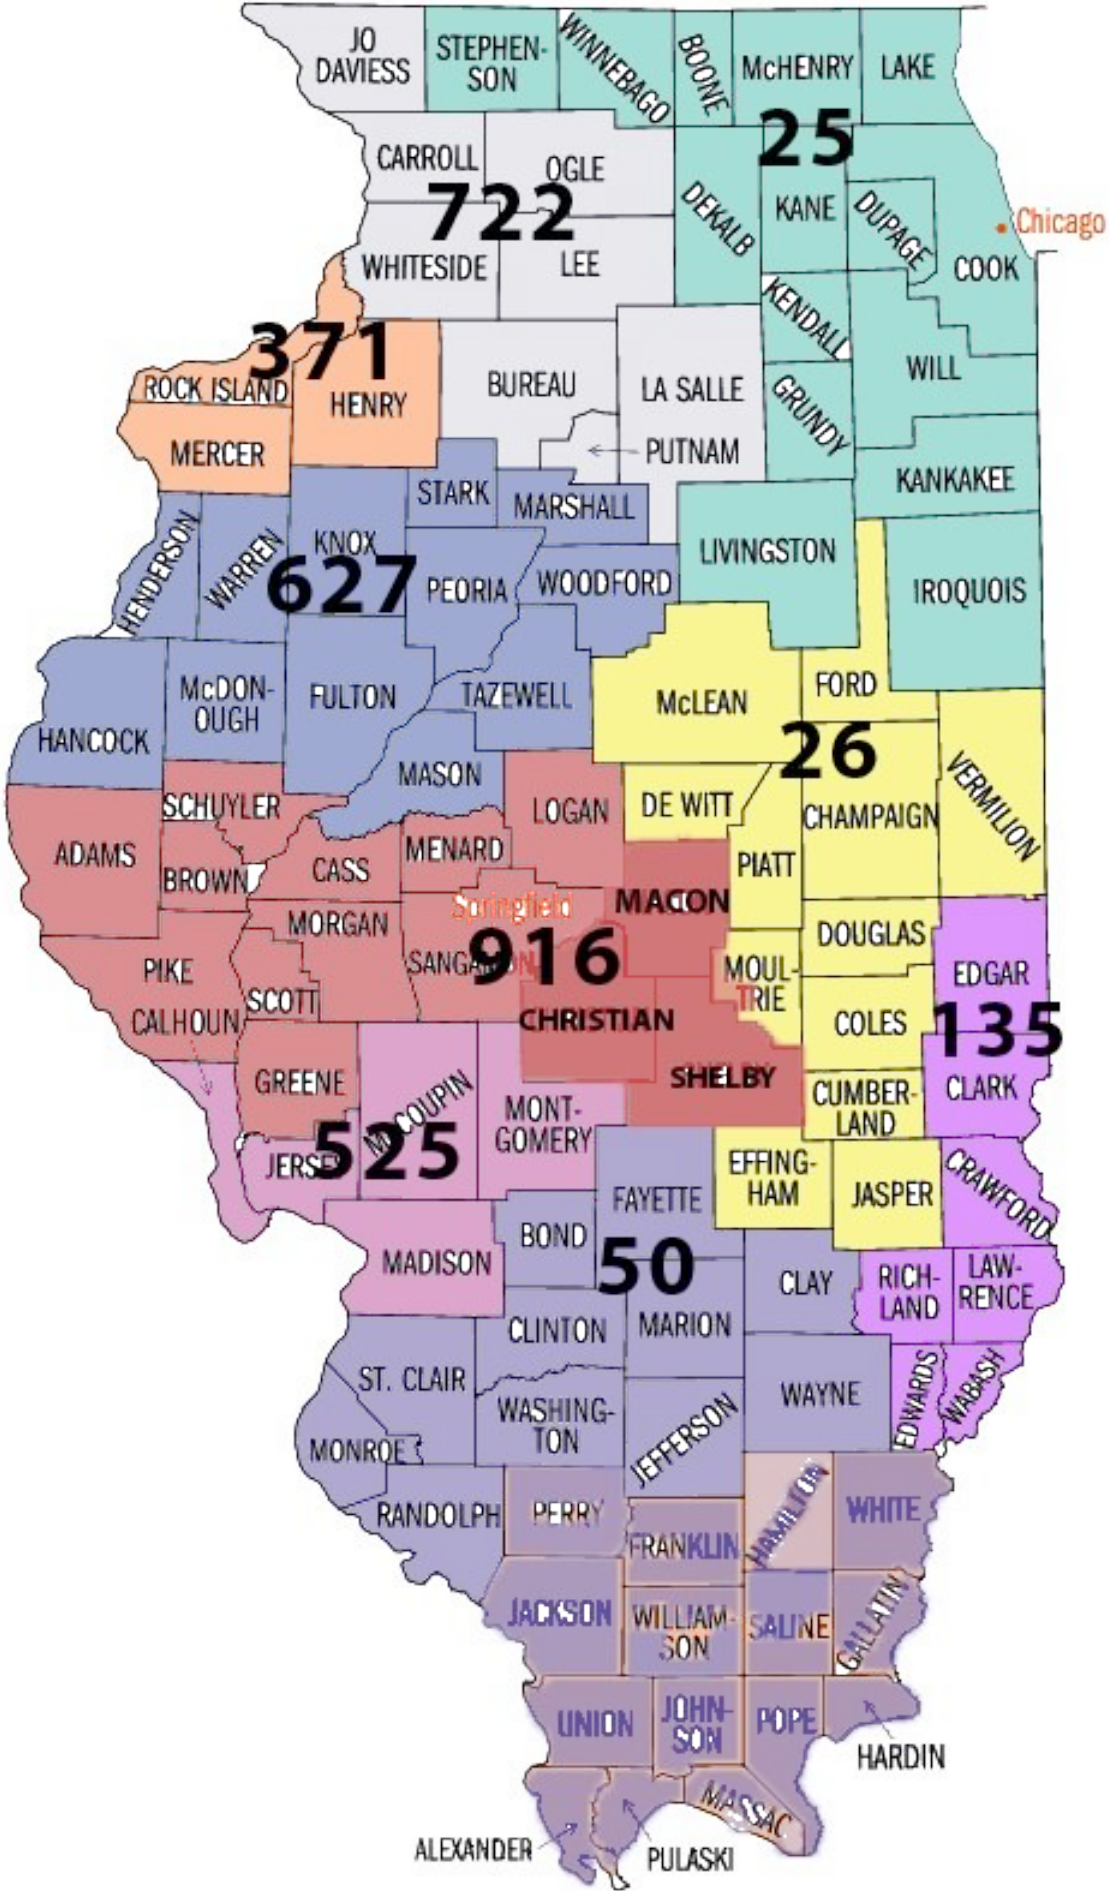 JO
DAVIESS
STEPHEN-
SON
WINNEBAGO
BOONE
McHENRY
LAKE
25
CARROLL
OGLE
722
DEKALB
KANE
DUPAGE
Chicago
COOK
WHITESIDE
LEE
KENDALL
371
ROCK ISLAND
HENRY
BUREAU
LA SALLE
WILL
GRUNDY
MERCER
PUTNAM
KANKAKEE
STARK
MARSHALL
HENDERSON
WARREN
KNOX
627
PEORIA
WOODFORD
LIVINGSTON
IROQUOIS
HANCOCK
McDON-
OUGH
FULTON
TAZEWELL
McLEAN
FORD
26
MASON
SCHUYLER
LOGAN
DE WITT
CHAMPAIGN
VERMILION
ADAMS
BROWN
CASS
MENARD
PIATT
MACON
Springfield
MORGAN
916
SANGAMON
DOUGLAS
PIKE
SCOTT
MOUL-
TRIE
EDGAR
CALHOUN
CHRISTIAN
COLES
135
GREENE
SHELBY
CLARK
CUMBER-
LAND
MACOUPIN
MONT-
GOMERY
525
JERSEY
EFFING-
HAM
JASPER
CRAWFORD
FAYETTE
BOND
50
MADISON
CLAY
RICH-
LAND
LAW-
RENCE
CLINTON
MARION
ST. CLAIR
WAYNE
EDWARDS
WABASH
WASHING-
TON
JEFFERSON
MONROE
RANDOLPH
PERRY
FRANKLIN
HAMILTON
WHITE
JACKSON
WILLIAM-
SON
SALINE
GALLATIN
UNION
JOHN-
SON
POPE
HARDIN
MASSAC
ALEXANDER
PULASKI